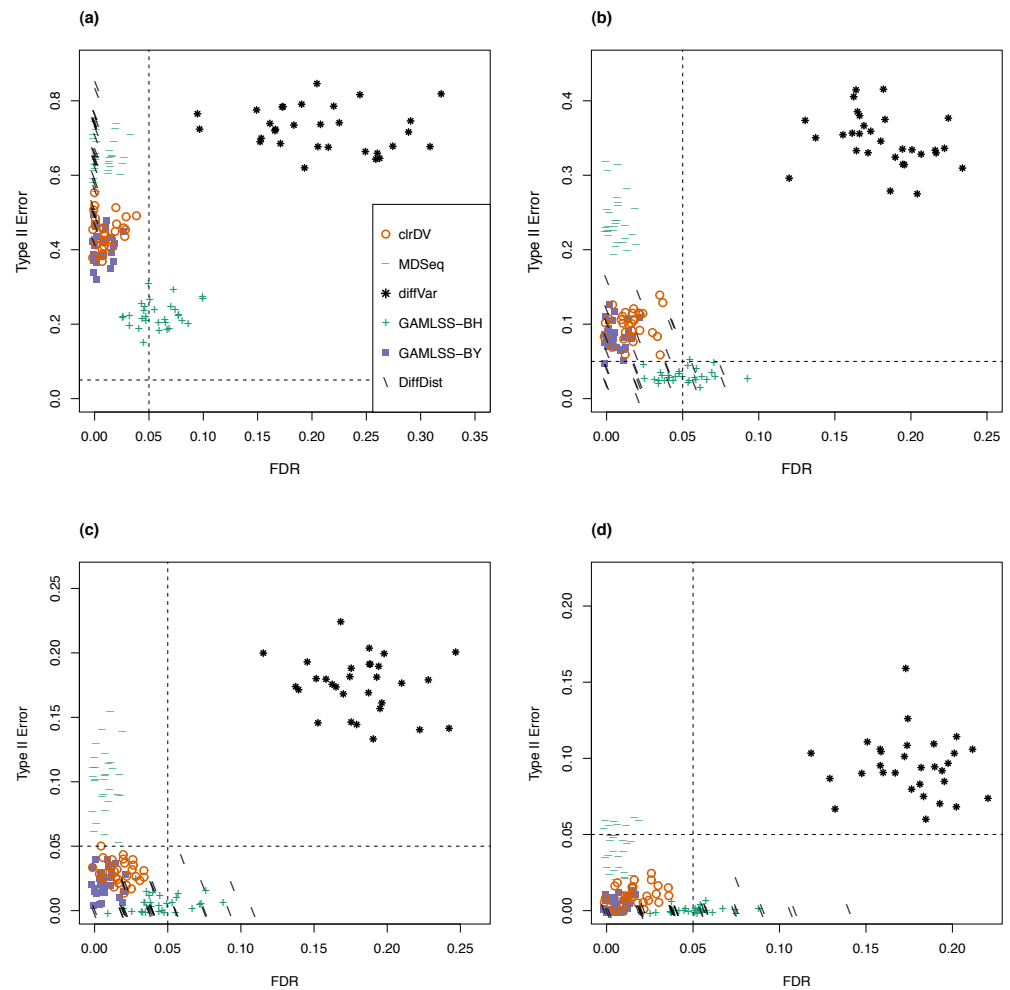 (a)
Type II Error
0.0
0.2
0.4
0.6
0.8
0.00
0.05
0.10
0.15
0.20
0.25
0.30
0.35
FDR
clrDV
MDSeq
diffVar
GAMLSS−BH
GAMLSS−BY
DiffDist
(b)
Type II Error
0.0
0.1
0.2
0.3
0.4
0.00
0.05
0.10
0.15
0.20
0.25
FDR
(c)
Type II Error
0.00
0.05
0.10
0.15
0.20
0.25
0.00
0.05
0.10
0.15
0.20
0.25
FDR
(d)
Type II Error
0.00
0.05
0.10
0.15
0.20
0.00
0.05
0.10
0.15
0.20
FDR